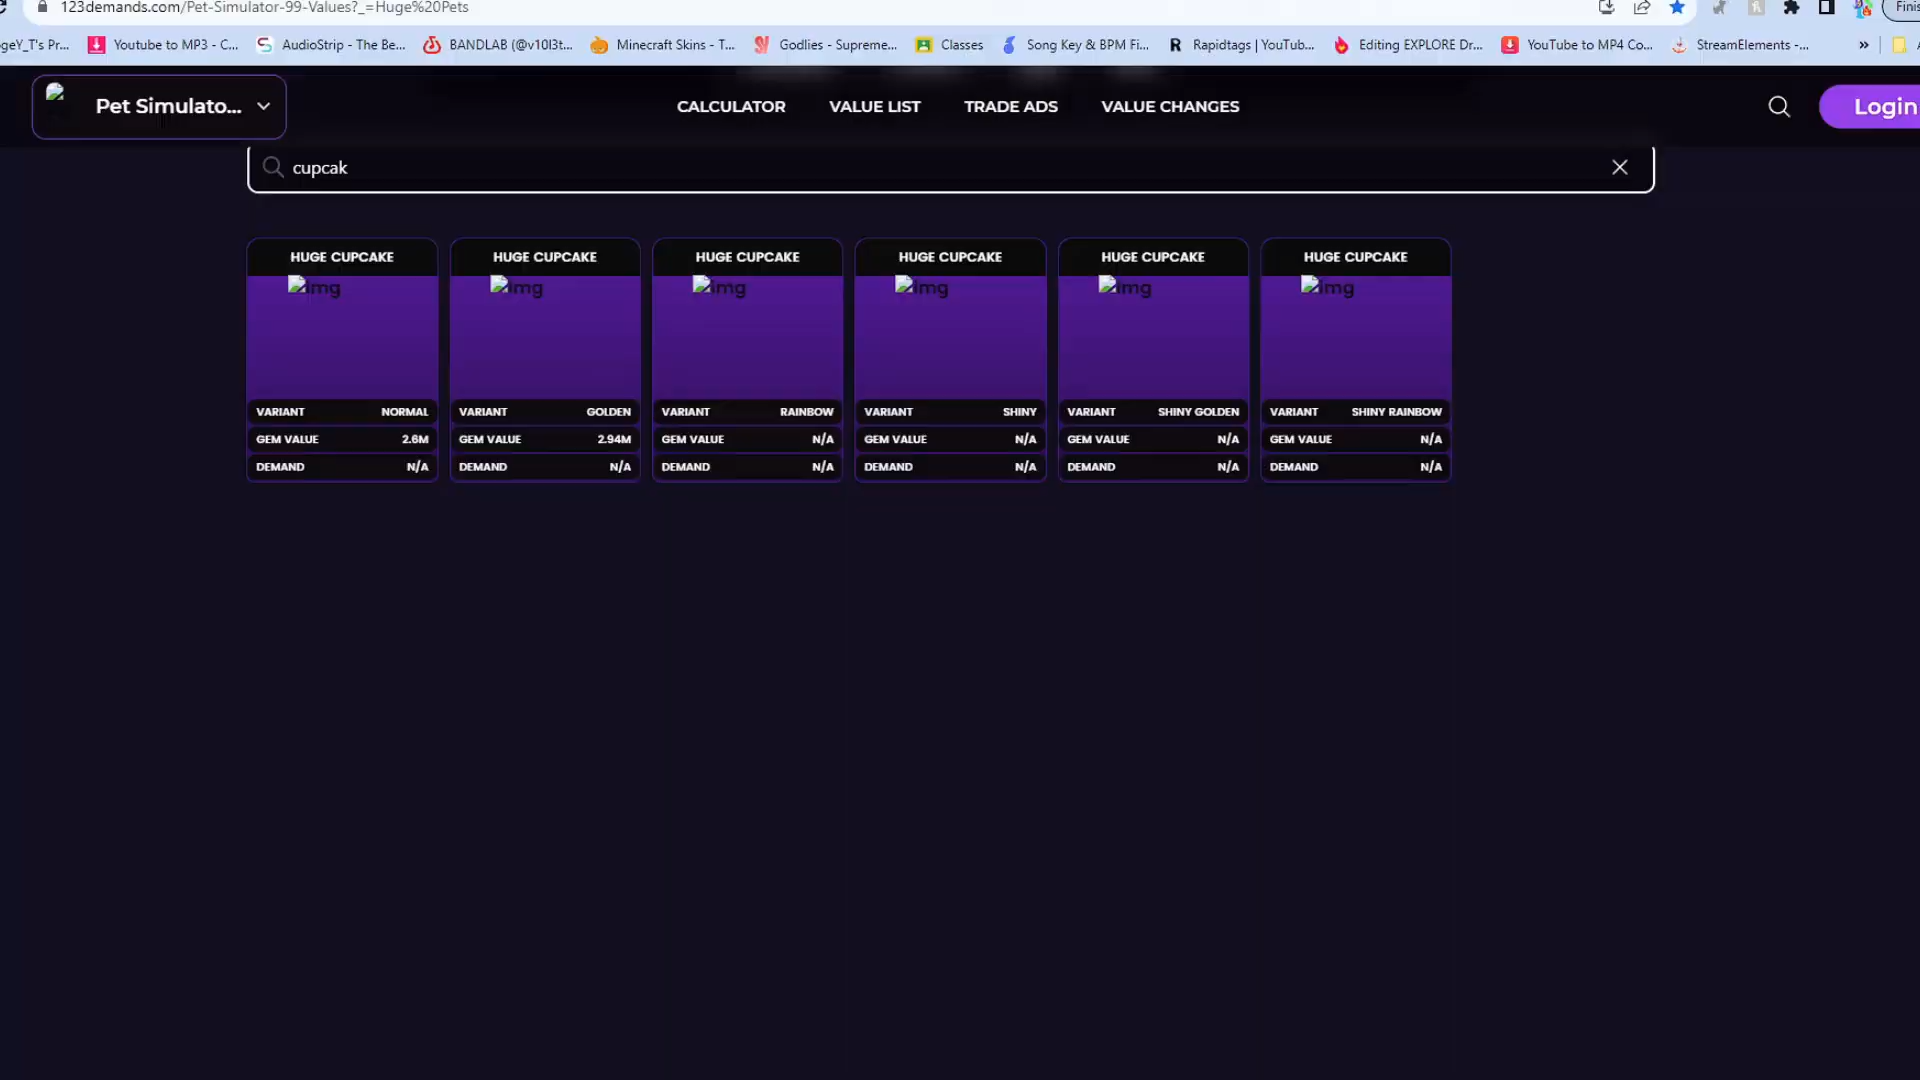 123demands.com/Pet-Simulator-99-Values?_=Huge%20Pets
Finis
ogeY_T's Pr... Youtube to MP3 - C... AudioStrip - The Be... BANDLAB (@v10l3t... Minecraft Skins - T... Godlies - Supreme... Classes Song Key & BPM Fi... Rapidtags | YouTub... Editing EXPLORE Dr... YouTube to MP4 Co... StreamElements -... »
Pet Simulato... CALCULATOR VALUE LIST TRADE ADS VALUE CHANGES Login
cupcak
HUGE CUPCAKE HUGE CUPCAKE HUGE CUPCAKE HUGE CUPCAKE HUGE CUPCAKE HUGE CUPCAKE
img img img img img img
VARIANT NORMAL VARIANT GOLDEN VARIANT RAINBOW VARIANT SHINY VARIANT SHINY GOLDEN VARIANT SHINY RAINBOW
GEM VALUE 2.6M GEM VALUE 2.94M GEM VALUE N/A GEM VALUE N/A GEM VALUE N/A GEM VALUE N/A
DEMAND N/A DEMAND N/A DEMAND N/A DEMAND N/A DEMAND N/A DEMAND N/A